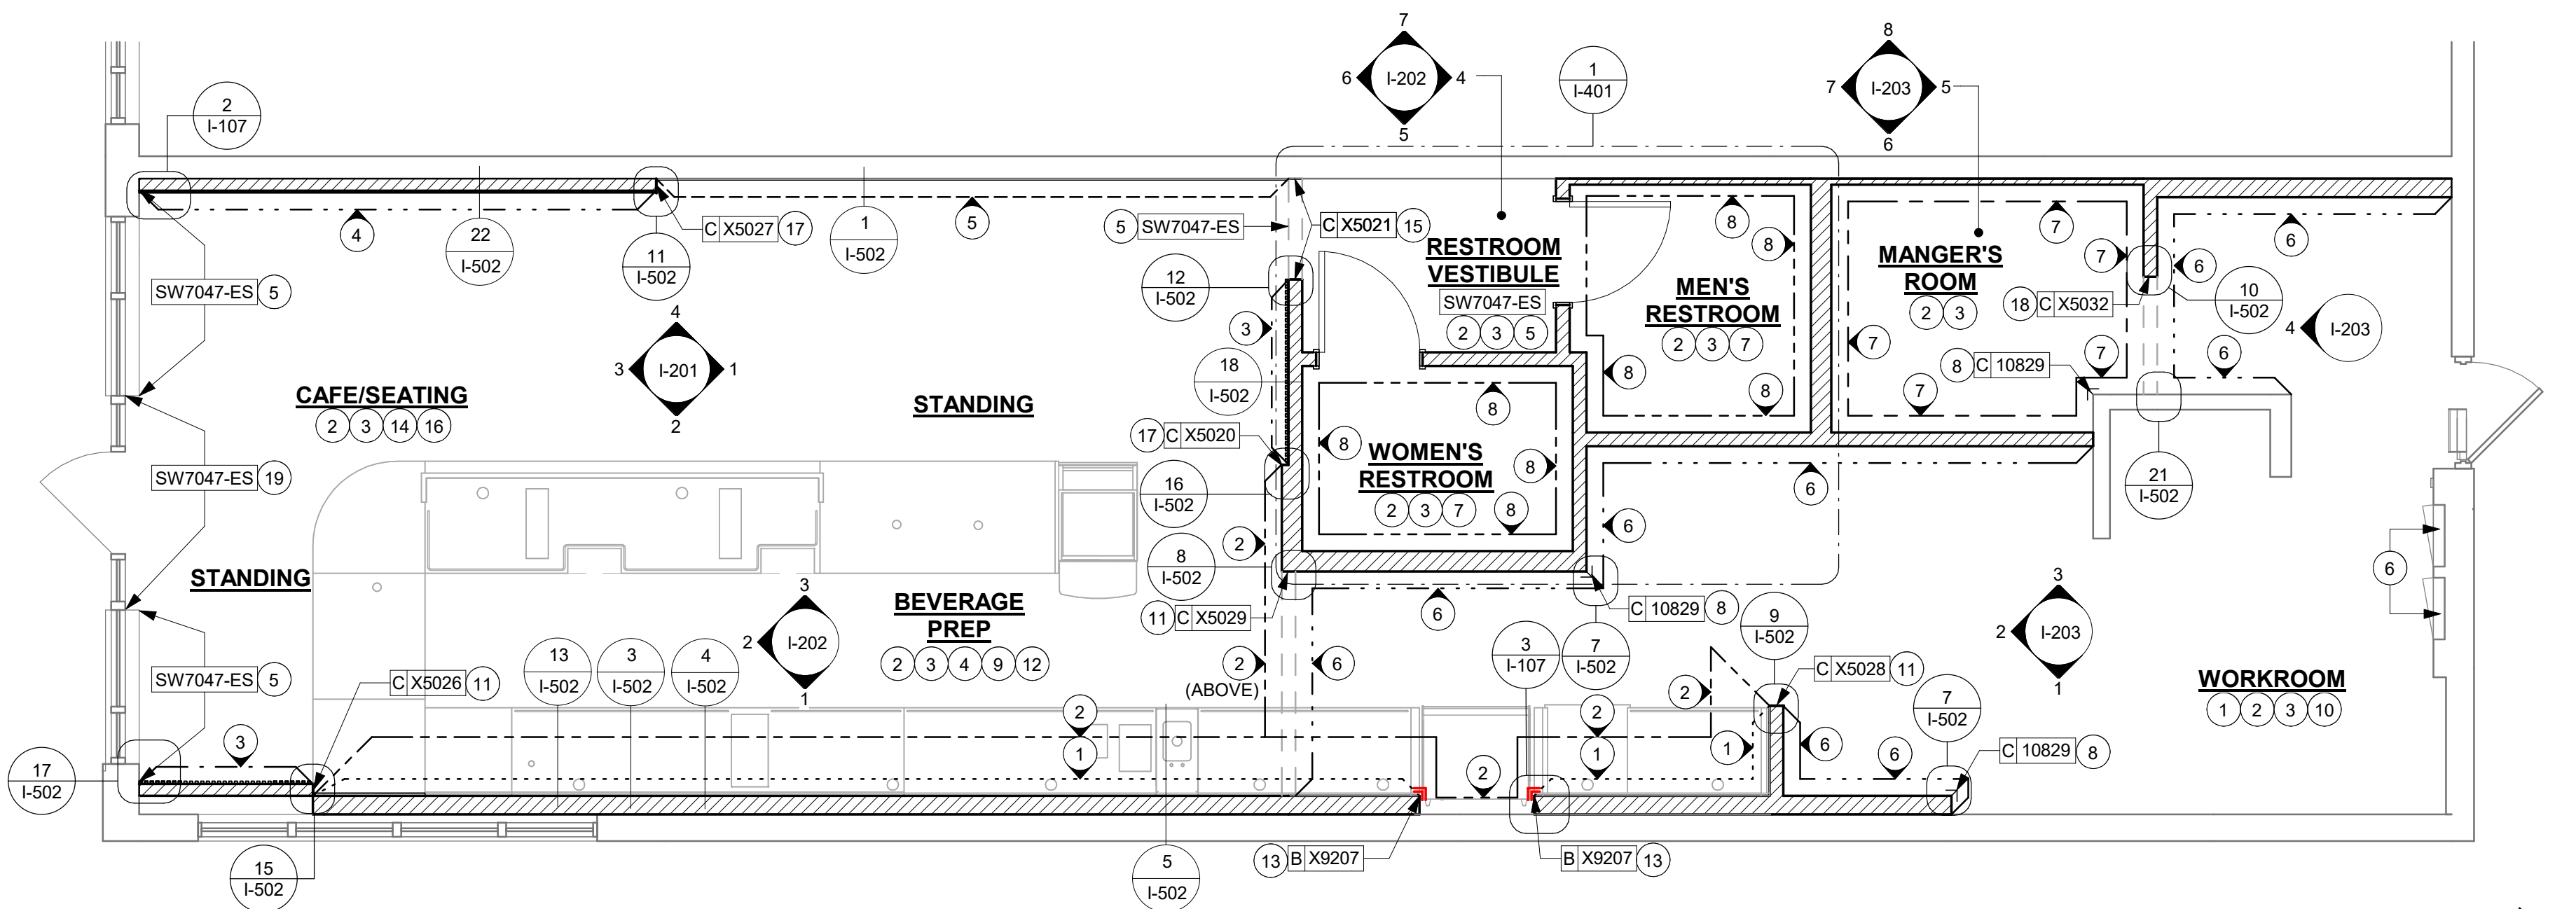 7
6 I-202 4
5
1
I-401
8
7 I-203 5
6
2
I-107
4
22
I-502
11
I-502
C X5027 17
1
I-502
5
5 SW7047-ES
C X5021 15
RESTROOM
VESTIBULE
SW7047-ES
2 3 5
8
8
MEN'S
RESTROOM
2 3 7
8
8
7
7
MANGER'S
ROOM
2 3
7
7
7
18 C X5032
8 C 10829
6
6
10
I-502
4 I-203
6
21
I-502
SW7047-ES 5
4
3 I-201 1
2
CAFE/SEATING
2 3 14 16
STANDING
12
I-502
3
18
I-502
17 C X5020
16
I-502
8
8
WOMEN'S
RESTROOM
2 3 7
8
8
6
6
SW7047-ES 19
STANDING
2
8
I-502
11 C X5029
6
C 10829 8
7
I-502
3
I-107
9
I-502
C X5028 11
3
2 I-203
1
6
WORKROOM
1 2 3 10
BEVERAGE
PREP
2 3 4 9 12
3
2 I-202
1
SW7047-ES 5
C X5026 11
13
I-502
3
I-502
4
I-502
2
(ABOVE)
6
2
1
2
2
1
2
1
6
6
7
I-502
C 10829 8
3
17
I-502
15
I-502
5
I-502
13 B X9207
B X9207 13